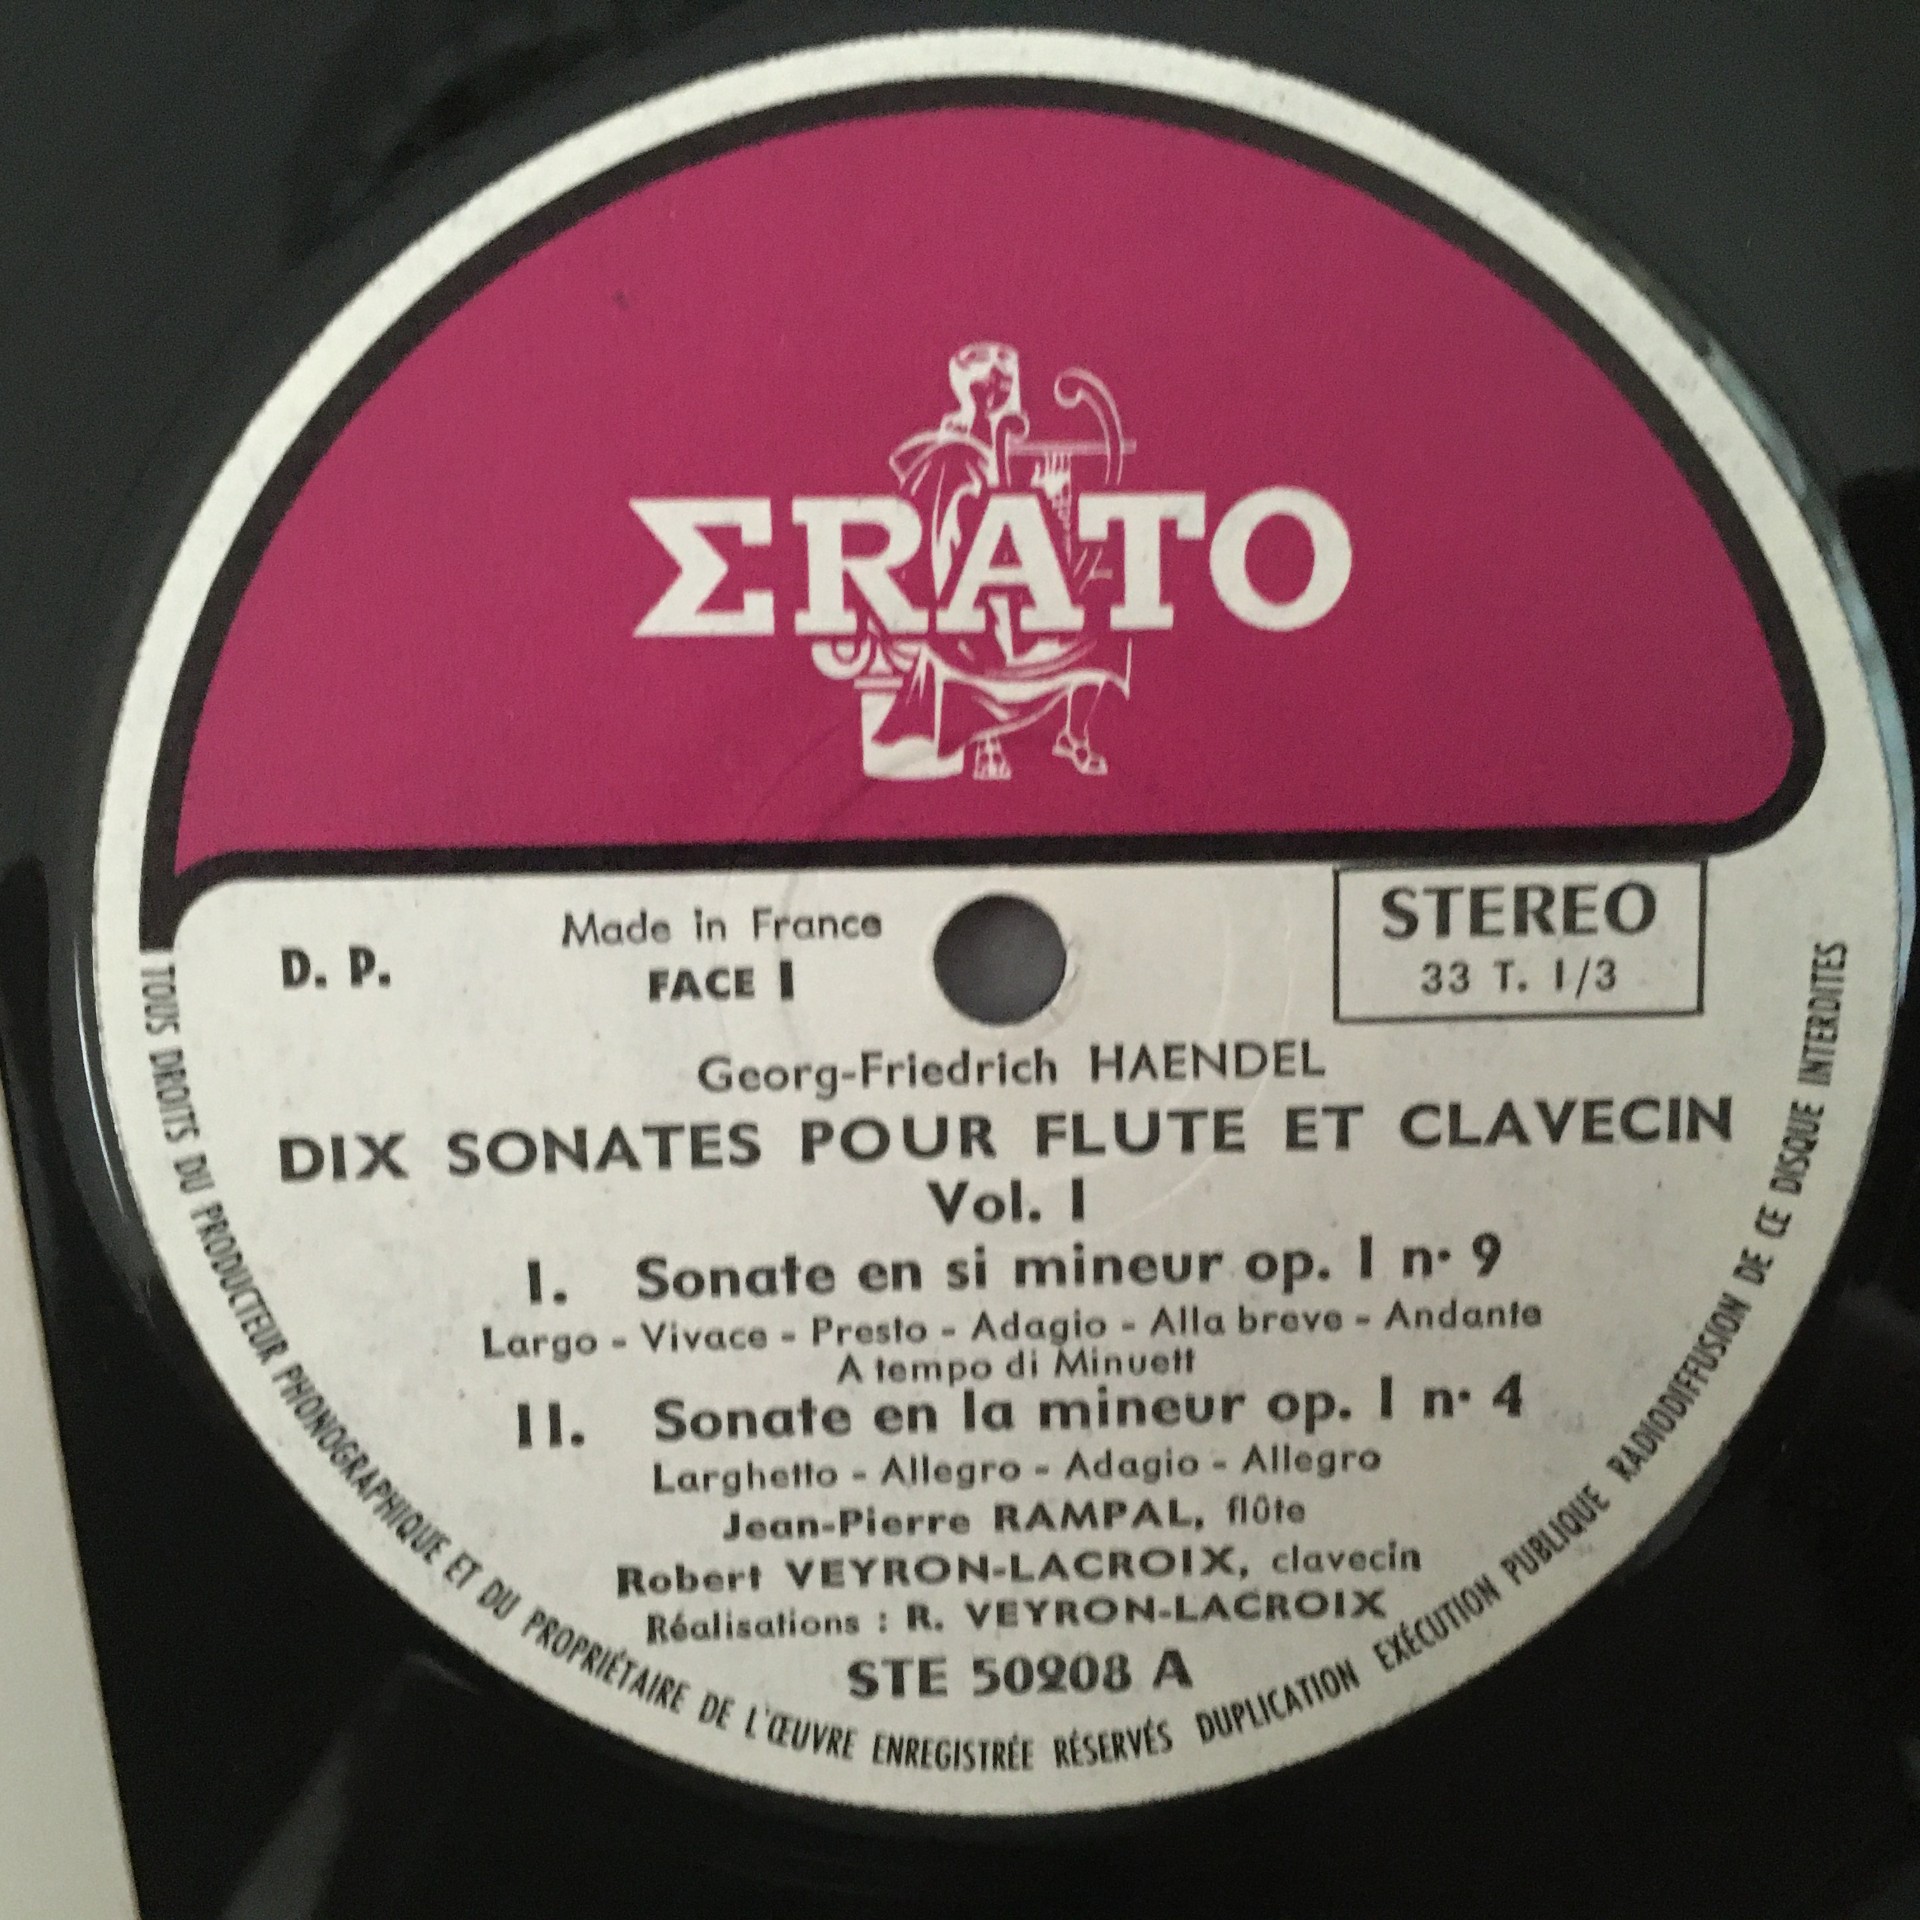 ΣRATO
D. P.
Made in France
FACE I
STEREO
33 T. 1/3
Georg-Friedrich HAENDEL
DIX SONATES POUR FLUTE ET CLAVECIN
Vol. I
I. Sonate en si mineur op. I n· 9
Largo - Vivace - Presto - Adagio - Alla breve - Andante
A tempo di Minuett
II. Sonate en la mineur op. I n· 4
Larghetto - Allegro - Adagio - Allegro
Jean-Pierre RAMPAL, flûte
Robert VEYRON-LACROIX, clavecin
Réalisations : R. VEYRON-LACROIX
STE 50208 A
TOUS DROITS DU PRODUCTEUR PHONOGRAPHIQUE ET DU PROPRIÉTAIRE DE L'ŒUVRE ENREGISTRÉE RÉSERVÉS DUPLICATION EXÉCUTION PUBLIQUE RADIODIFFUSION DE CE DISQUE INTERDITES